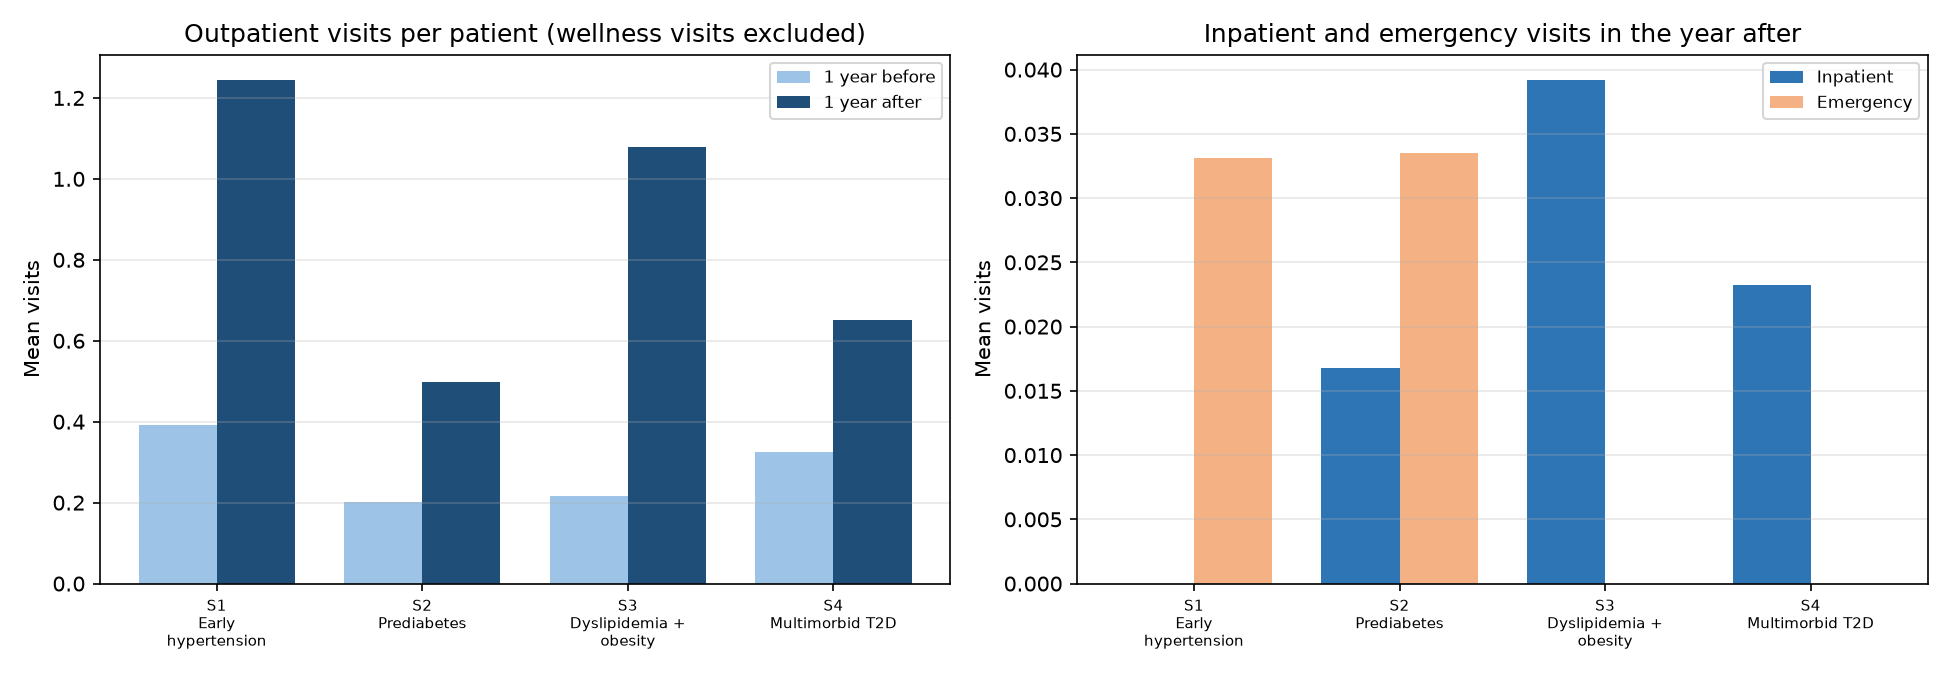 Outpatient visits per patient (wellness visits excluded)
Mean visits
1.2
1.0
0.8
0.6
0.4
0.2
0.0
1 year before
1 year after
S1
Early
hypertension
S2
Prediabetes
S3
Dyslipidemia +
obesity
S4
Multimorbid T2D
Inpatient and emergency visits in the year after
Mean visits
0.040
0.035
0.030
0.025
0.020
0.015
0.010
0.005
0.000
Inpatient
Emergency
S1
Early
hypertension
S2
Prediabetes
S3
Dyslipidemia +
obesity
S4
Multimorbid T2D